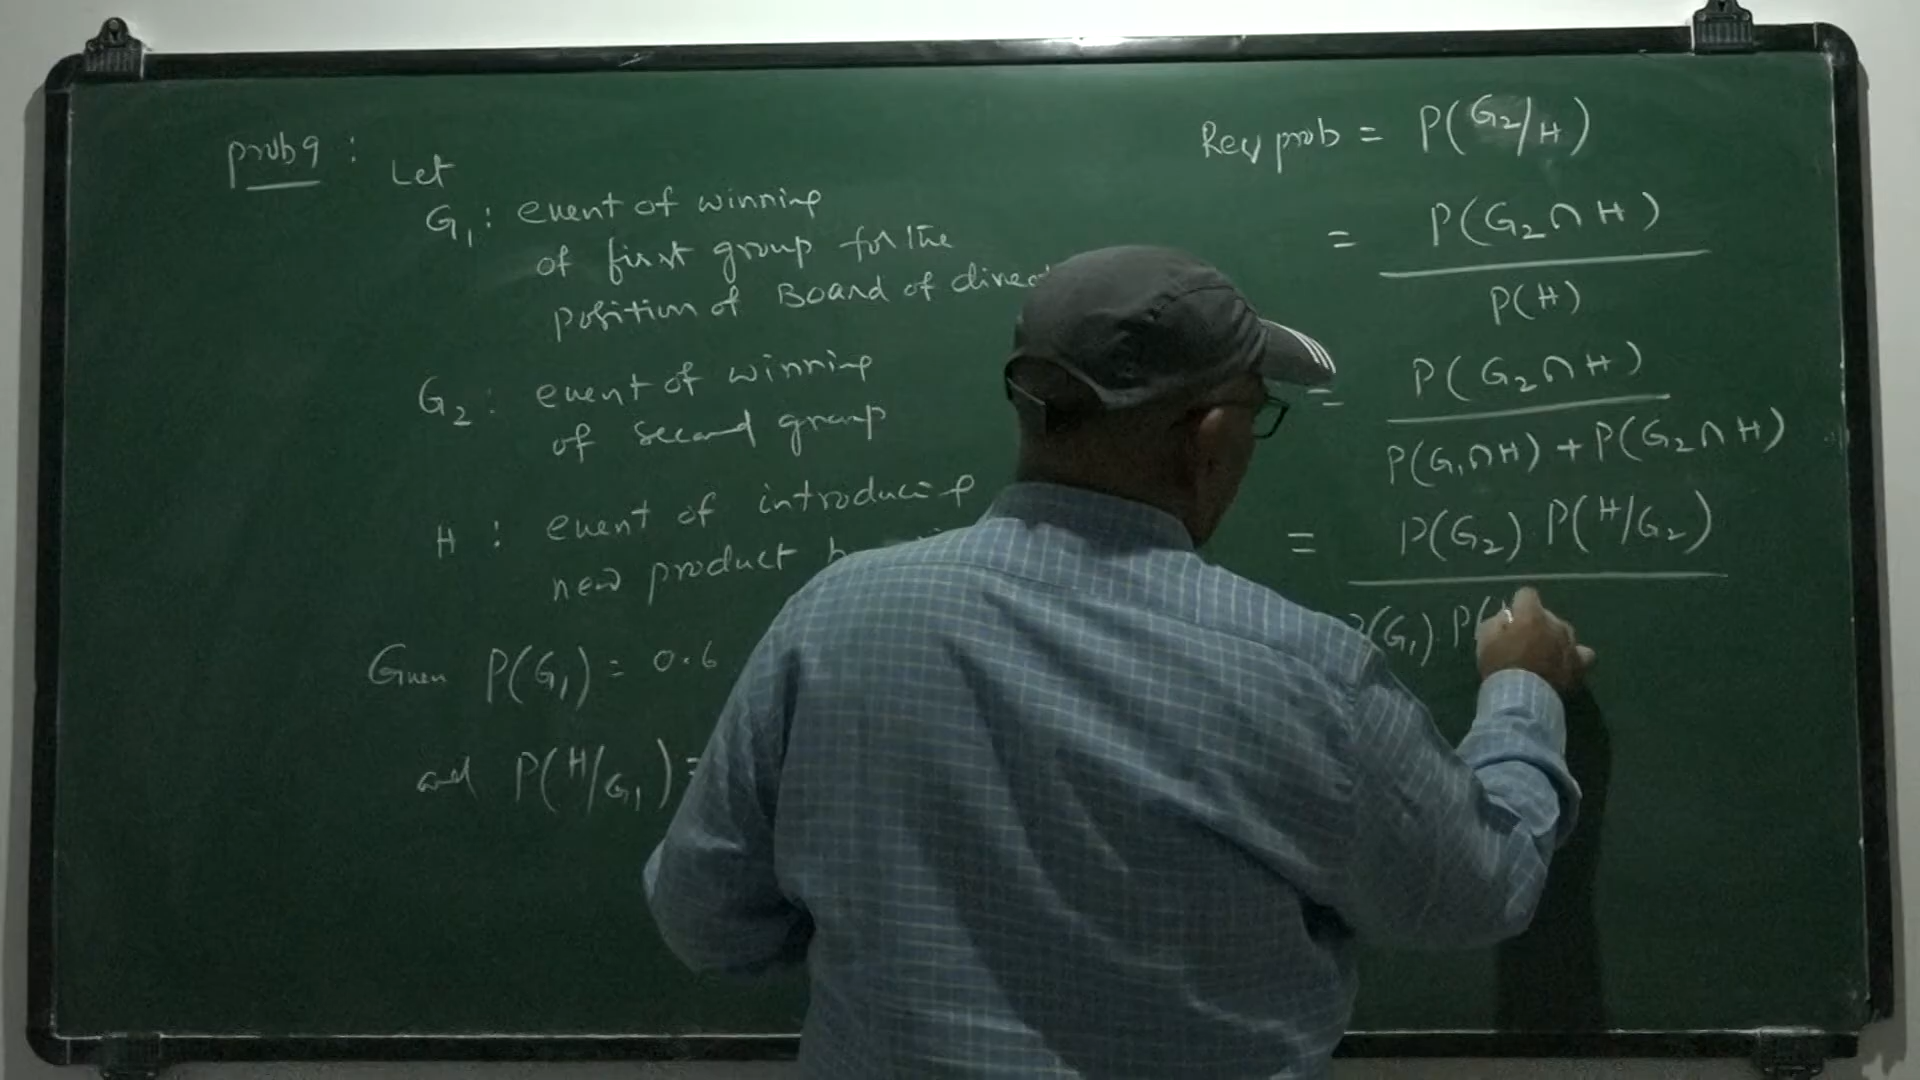 prob 9 :
Let
G₁ : event of winning
of first group for the
position of Board of direc
G₂ : event of winning
of second group
H : event of introducing
new product
Given P(G₁) = 0.6
and P(H/G₁) =
Req prob = P(G₂/H)
= P(G₂∩H)
P(H)
= P(G₂∩H)
P(G₁∩H) + P(G₂∩H)
= P(G₂) · P(H/G₂)
P(G₁) · P(